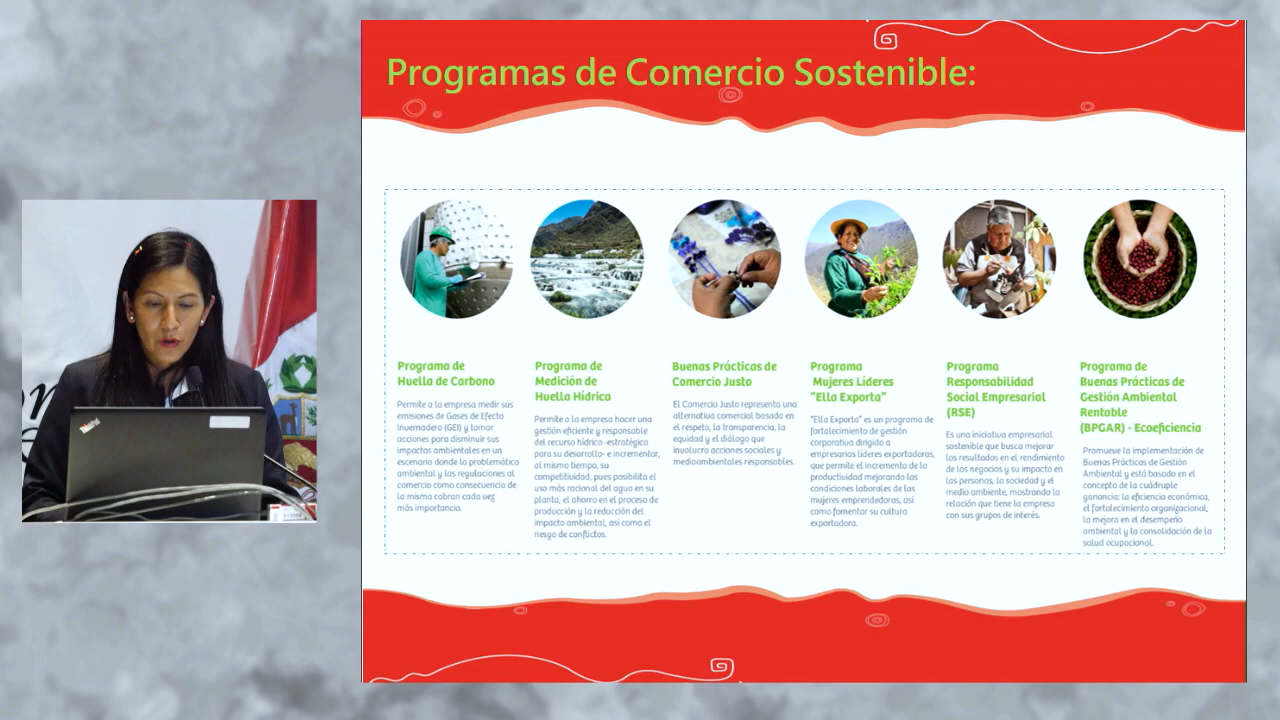 Programas de Comercio Sostenible:
Programa de
Huella de Carbono
Permite a la empresa medir sus
emisiones de Gases de Efecto
Invernadero (GEI) y tomar
acciones para disminuir sus
impactos ambientales en un
escenario donde la problemática
ambiental y las regulaciones al
comercio como consecuencia de
la misma cobran cada vez
más importancia.
Programa de
Medición de
Huella Hídrica
Permite a la empresa hacer una
gestión eficiente y responsable
del recurso hídrico -estratégico
para su desarrollo- e incrementar,
al mismo tiempo, su
competitividad, pues posibilita el
uso más racional del agua en su
planta, el ahorro en el proceso de
producción y la reducción del
impacto ambiental, así como el
riesgo de conflictos.
Buenas Prácticas de
Comercio Justo
El Comercio Justo representa una
alternativa comercial basada en
el respeto, la transparencia, la
equidad y el diálogo que
involucra acciones sociales y
medioambientales responsables.
Programa
Mujeres Líderes
"Ella Exporta"
"Ella Exporta" es un programa de
fortalecimiento de gestión
corporativa dirigido a
empresarias líderes exportadoras,
que permite el incremento de la
productividad mejorando las
condiciones laborales de las
mujeres emprendedoras, así
como fomentar su cultura
exportadora.
Programa
Responsabilidad
Social Empresarial
(RSE)
Es una iniciativa empresarial
sostenible que busca mejorar
los resultados en el rendimiento
de los negocios y su impacto en
las personas, la sociedad y el
medio ambiente, mostrando la
relación que tiene la empresa
con sus grupos de interés.
Programa de
Buenas Prácticas de
Gestión Ambiental
Rentable
(BPGAR) - Ecoeficiencia
Promueve la implementación de
Buenas Prácticas de Gestión
Ambiental y está basado en el
concepto de la cuádruple
ganancia: la eficiencia económica,
el fortalecimiento organizacional,
la mejora en el desempeño
ambiental y la consolidación de la
salud ocupacional.
ThinkPad